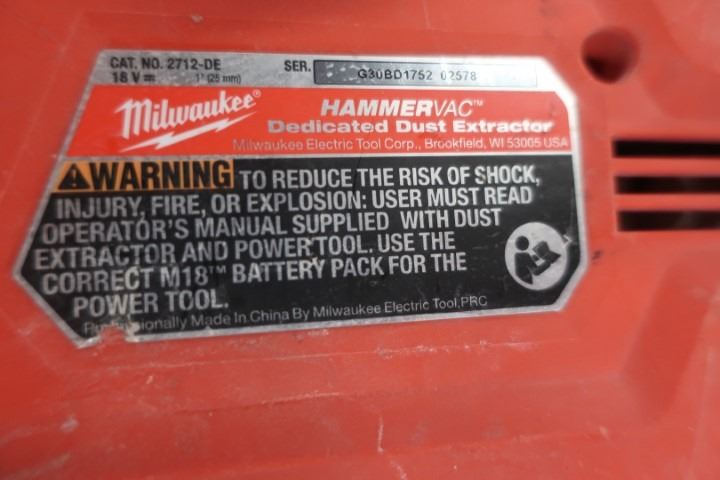 CAT. NO. 2712-DE SER. G30BD1752 02578
18 V⎓ 1" (25 mm)
Milwaukee® HAMMERVAC™
Dedicated Dust Extractor
Milwaukee Electric Tool Corp., Brookfield, WI 53005 USA
WARNING TO REDUCE THE RISK OF SHOCK,
INJURY, FIRE, OR EXPLOSION: USER MUST READ
OPERATOR'S MANUAL SUPPLIED WITH DUST
EXTRACTOR AND POWER TOOL. USE THE
CORRECT M18™ BATTERY PACK FOR THE
POWER TOOL.
Professionally Made In China By Milwaukee Electric Tool, PRC